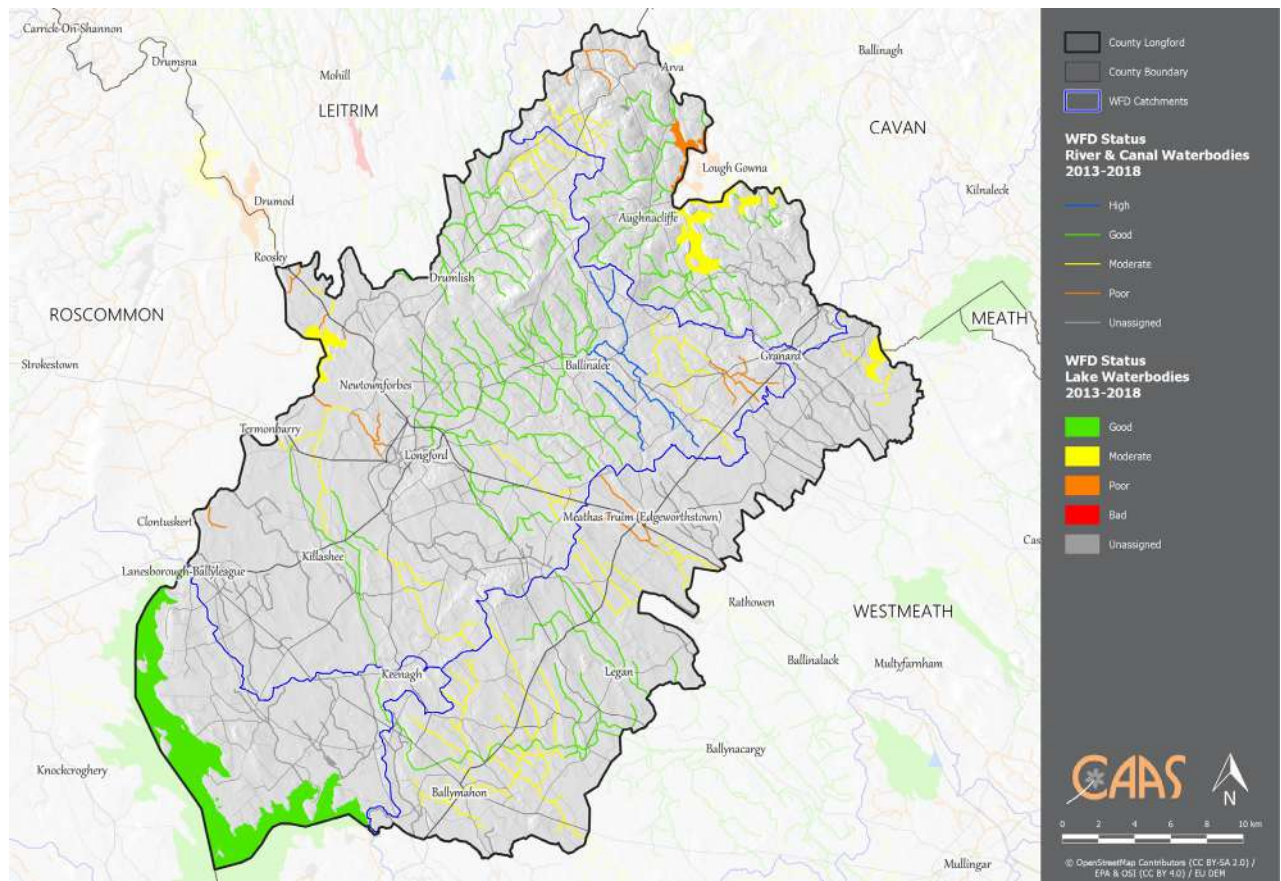 Carrick-On-Shannon
Drumsna
Mohill
LEITRIM
Arva
Ballinagh
CAVAN
Lough Gowna
Kilnaleck
Drumod
Aughnacliffe
Roosky
Drumlish
ROSCOMMON
MEATH
Strokestown
Ballinalee
Granard
Newtownforbes
Termonbarry
Longford
Clontuskert
Meathas Truim (Edgeworthstown)
Cas
Killashee
Lanesborough-Ballyleague
Rathowen
WESTMEATH
Ballinalack
Multyfarnham
Keenagh
Legan
Ballynacargy
Knockcroghery
Ballymahon
Mullingar
County Longford
County Boundary
WFD Catchments
WFD Status
River & Canal Waterbodies
2013-2018
High
Good
Moderate
Poor
Unassigned
WFD Status
Lake Waterbodies
2013-2018
Good
Moderate
Poor
Bad
Unassigned
CAAS
N
0 2 4 6 8 10 km
© OpenStreetMap Contributors (CC BY-SA 2.0) /
EPA & OSI (CC BY 4.0) / EU DEM